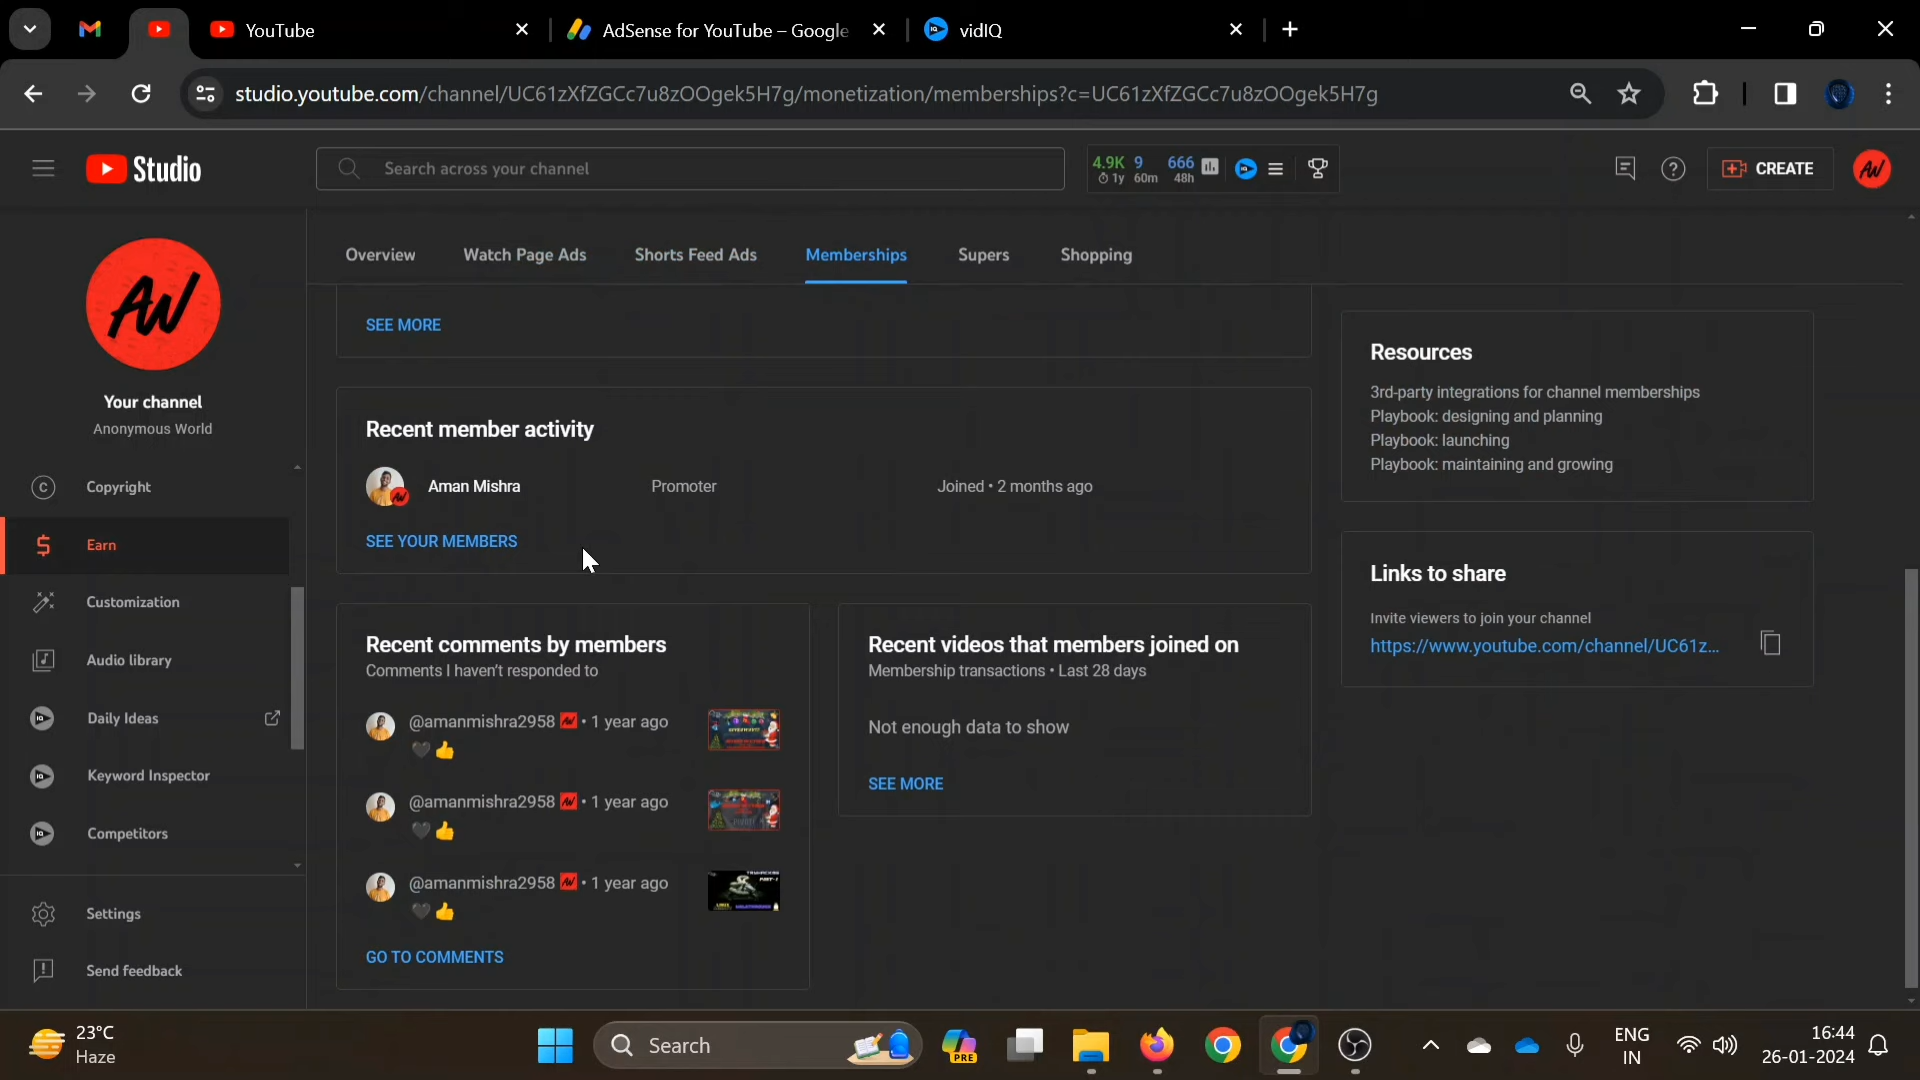 YouTube
AdSense for YouTube – Google
vidIQ
studio.youtube.com/channel/UC61zXfZGCc7u8zOOgek5H7g/monetization/memberships?c=UC61zXfZGCc7u8zOOgek5H7g
Studio
Search across your channel
4.9K 9 666
1y 60m 48h
CREATE
AW
Overview
Watch Page Ads
Shorts Feed Ads
Memberships
Supers
Shopping
AW
Your channel
Anonymous World
Copyright
Earn
Customization
Audio library
Daily Ideas
Keyword Inspector
Competitors
Settings
Send feedback
SEE MORE
Recent member activity
Aman Mishra
Promoter
Joined • 2 months ago
SEE YOUR MEMBERS
Recent comments by members
Comments I haven't responded to
@amanmishra2958 AW • 1 year ago
🖤👍
@amanmishra2958 AW • 1 year ago
🖤👍
@amanmishra2958 AW • 1 year ago
🖤👍
GO TO COMMENTS
Recent videos that members joined on
Membership transactions • Last 28 days
Not enough data to show
SEE MORE
Resources
3rd-party integrations for channel memberships
Playbook: designing and planning
Playbook: launching
Playbook: maintaining and growing
Links to share
Invite viewers to join your channel
https://www.youtube.com/channel/UC61z...
23°C
Haze
Search
PRE
ENG
IN
16:44
26-01-2024